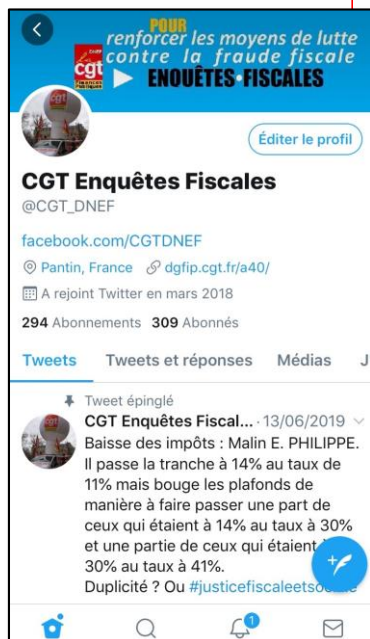 POUR
renforcer les moyens de lutte
contre la fraude fiscale
cgt ENQUÊTES•FISCALES
cgt
Éditer le profil
CGT Enquêtes Fiscales
@CGT_DNEF
facebook.com/CGTDNEF
Pantin, France dgfip.cgt.fr/a40/
A rejoint Twitter en mars 2018
294 Abonnements 309 Abonnés
Tweets Tweets et réponses Médias J
Tweet épinglé
CGT Enquêtes Fiscal... · 13/06/2019
Baisse des impôts : Malin E. PHILIPPE.
Il passe la tranche à 14% au taux de
11% mais bouge les plafonds de
manière à faire passer une part de
ceux qui étaient à 14% au taux à 30%
et une partie de ceux qui étaient à
30% au taux à 41%.
Duplicité ? Ou #justicefiscaleetsociale
1